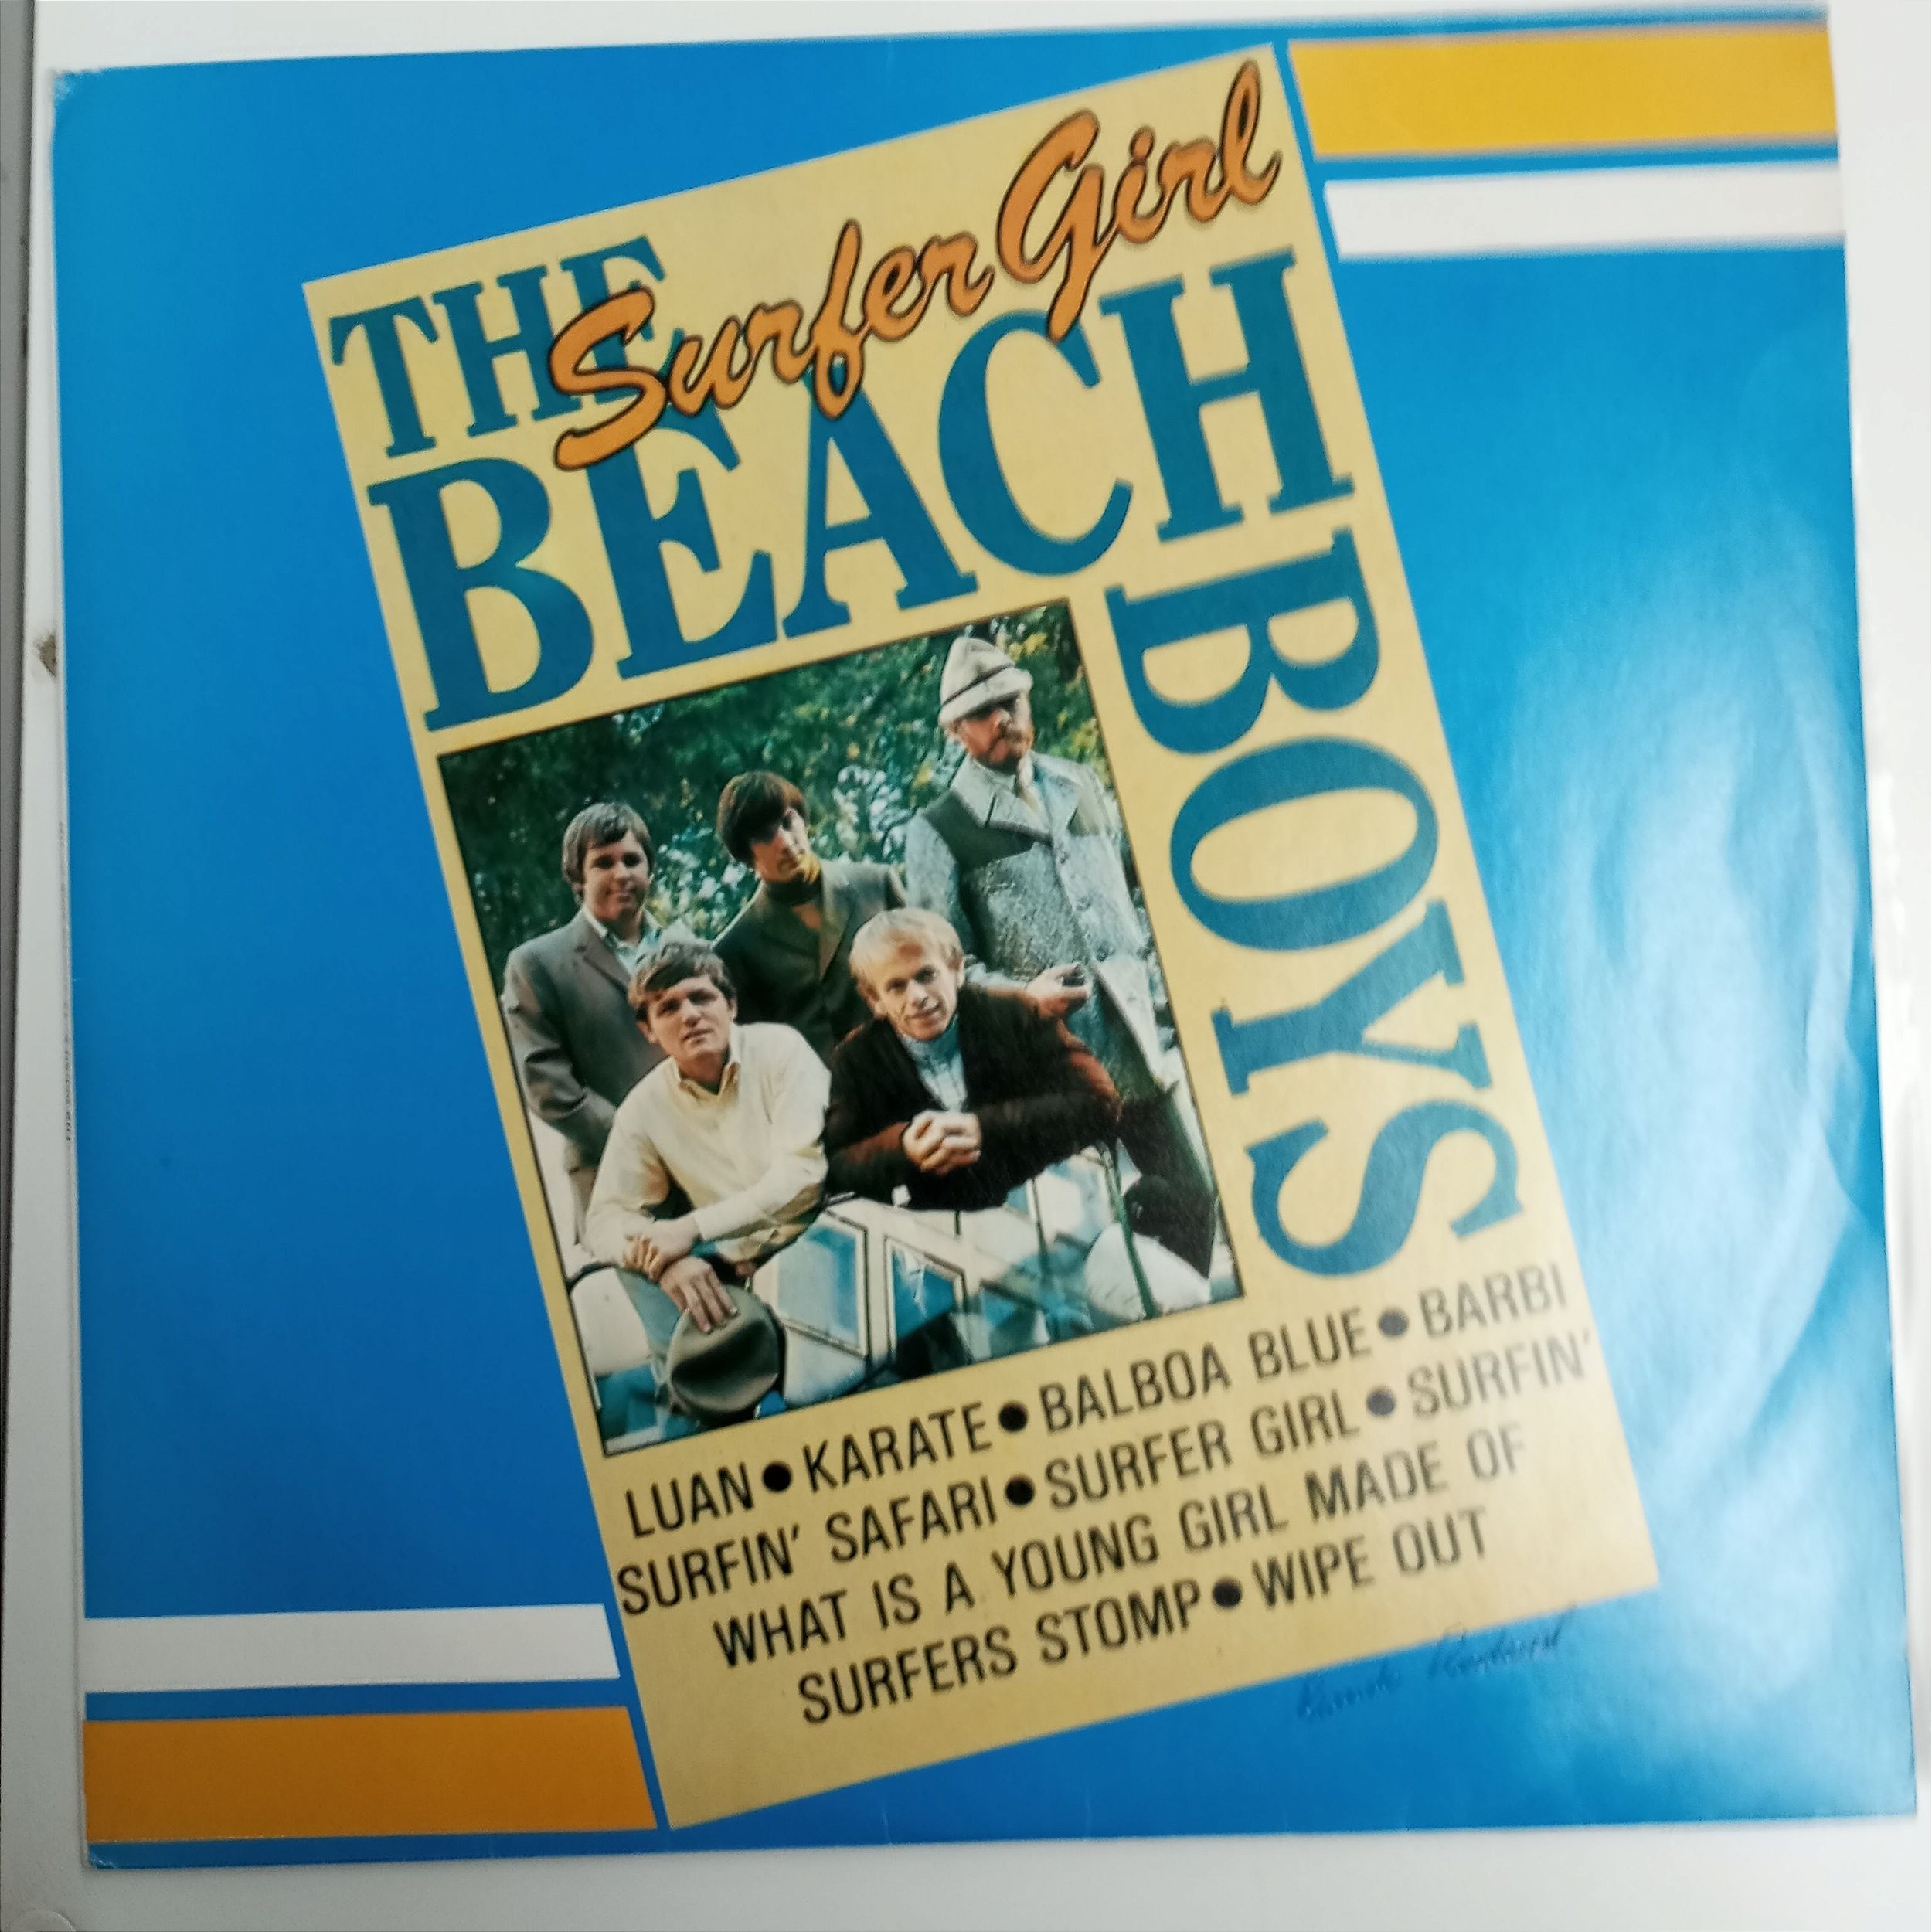 Surfer Girl
THE
BEACH
BOYS
LUAN • KARATE • BALBOA BLUE • BARBI
SURFIN' SAFARI • SURFER GIRL • SURFIN'
WHAT IS A YOUNG GIRL MADE OF
SURFERS STOMP • WIPE OUT